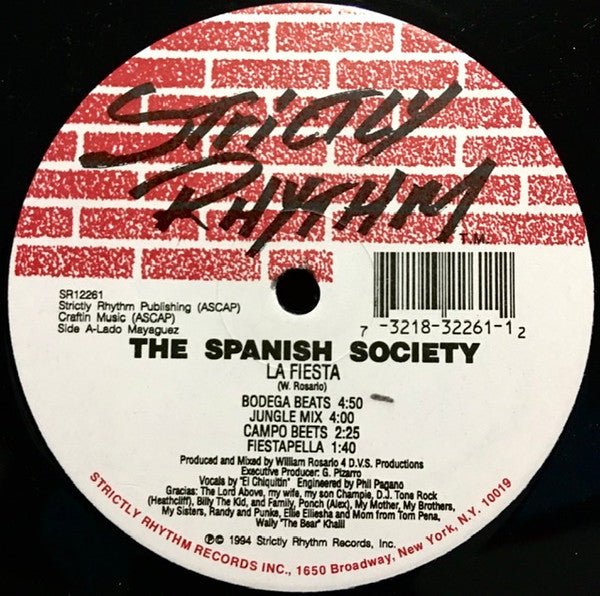 STRICTLY
RHYTHM
T.M.
SR12261
Strictly Rhythm Publishing (ASCAP)
Craftin Music (ASCAP)
Side A-Lado Mayaguez
7 -3218-32261-1 2
THE SPANISH SOCIETY
LA FIESTA
(W. Rosario)
BODEGA BEATS 4:50
JUNGLE MIX 4:00
CAMPO BEETS 2:25
FIESTAPELLA 1:40
Produced and Mixed by William Rosario 4 D.V.S. Productions
Executive Producer: G. Pizarro
Vocals by "El Chiquitin" Engineered by Phil Pagano
Gracias: The Lord Above, my wife, my son Champie, D.J. Tone Rock
(Heathcliff), Billy The Kid, and Family, Ponch (Alex), My Mother, My Brothers,
My Sisters, Randy and Punke, Ellie Elliesha and Mom from Tom Pena,
Wally "The Bear" Khalil
℗© 1994 Strictly Rhythm Records, Inc.
STRICTLY RHYTHM RECORDS INC., 1650 Broadway, New York, N.Y. 10019